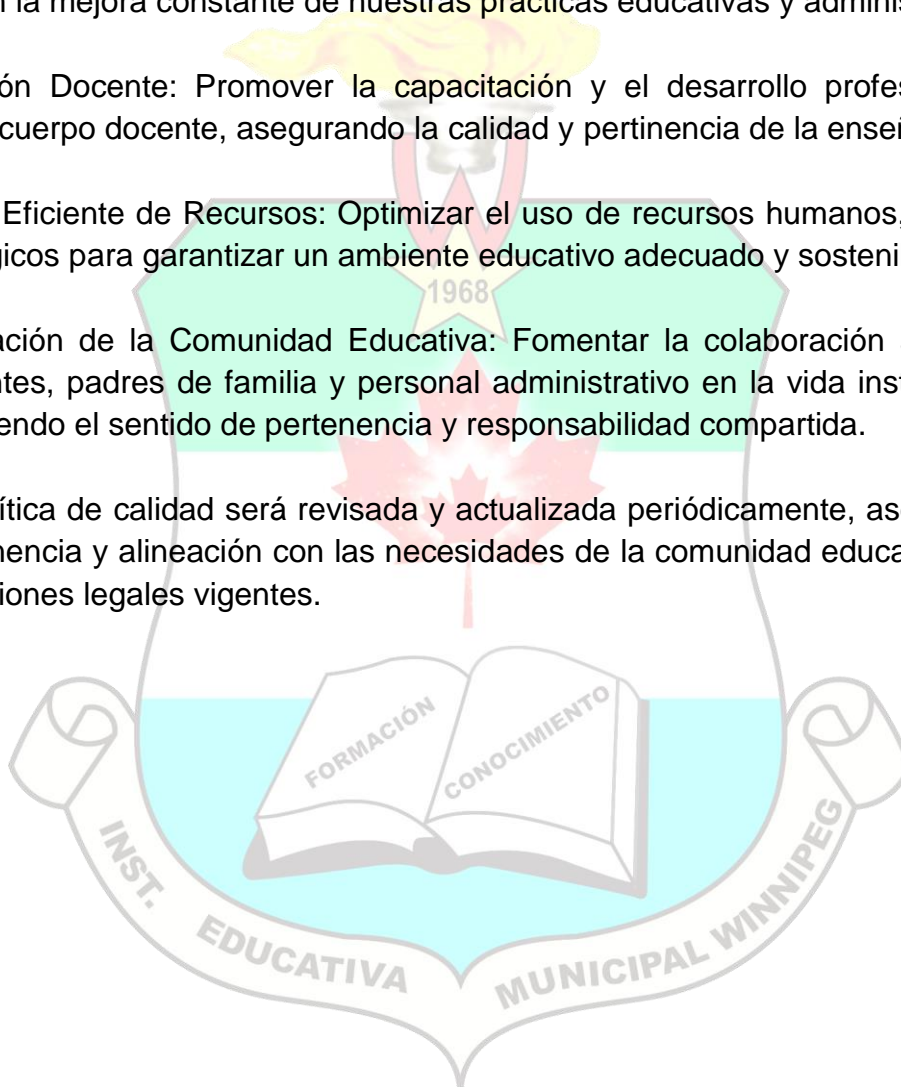 n la mejora constante de nuestras prácticas educativas y adminis
ón Docente: Promover la capacitación y el desarrollo profes
cuerpo docente, asegurando la calidad y pertinencia de la enseñ
Eficiente de Recursos: Optimizar el uso de recursos humanos,
gicos para garantizar un ambiente educativo adecuado y sosteni
1968
ación de la Comunidad Educativa: Fomentar la colaboración
ntes, padres de familia y personal administrativo en la vida inst
endo el sentido de pertenencia y responsabilidad compartida.
ítica de calidad será revisada y actualizada periódicamente, as
nencia y alineación con las necesidades de la comunidad educa
iones legales vigentes.
FORMACIÓN
CONOCIMIENTO
INST. EDUCATIVA MUNICIPAL WINNIPEG